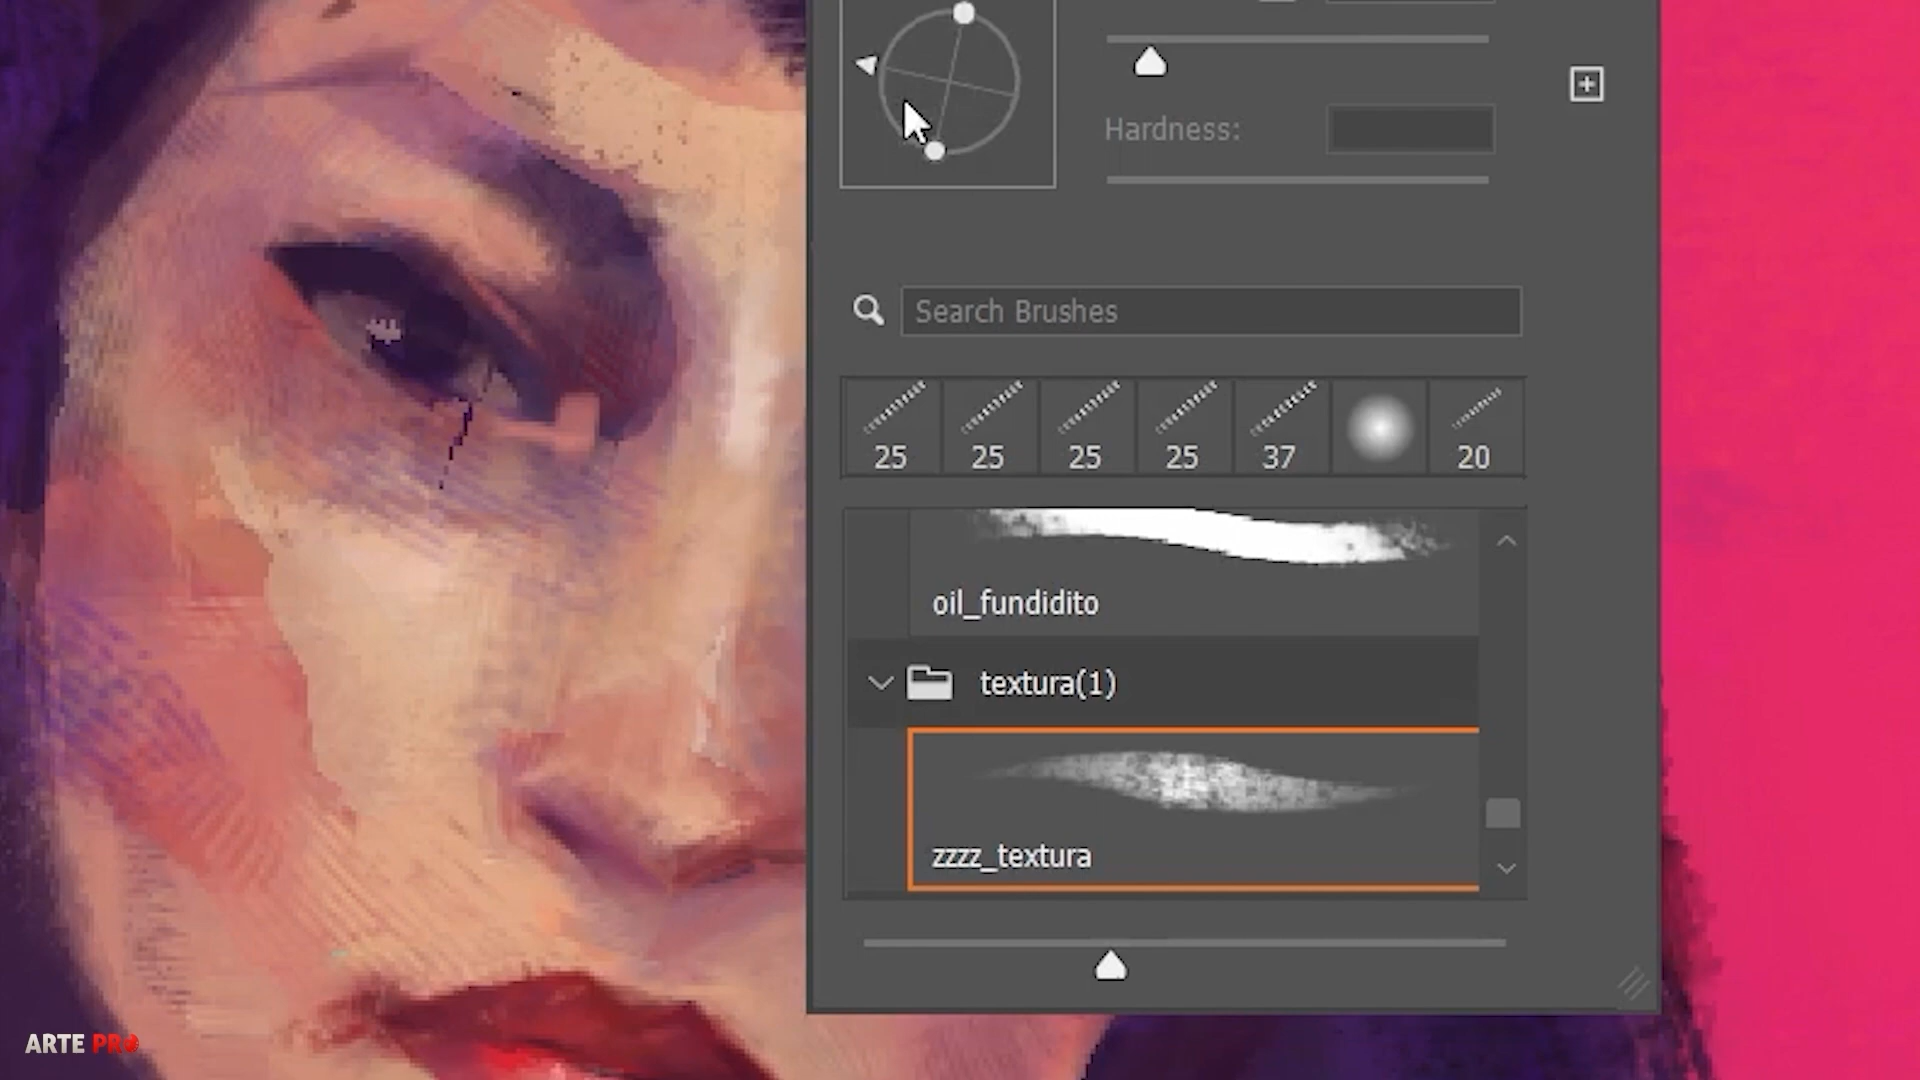 Hardness:
Search Brushes
25 25 25 25 37 20
oil_fundidito
textura(1)
zzzz_textura
ARTE PRO